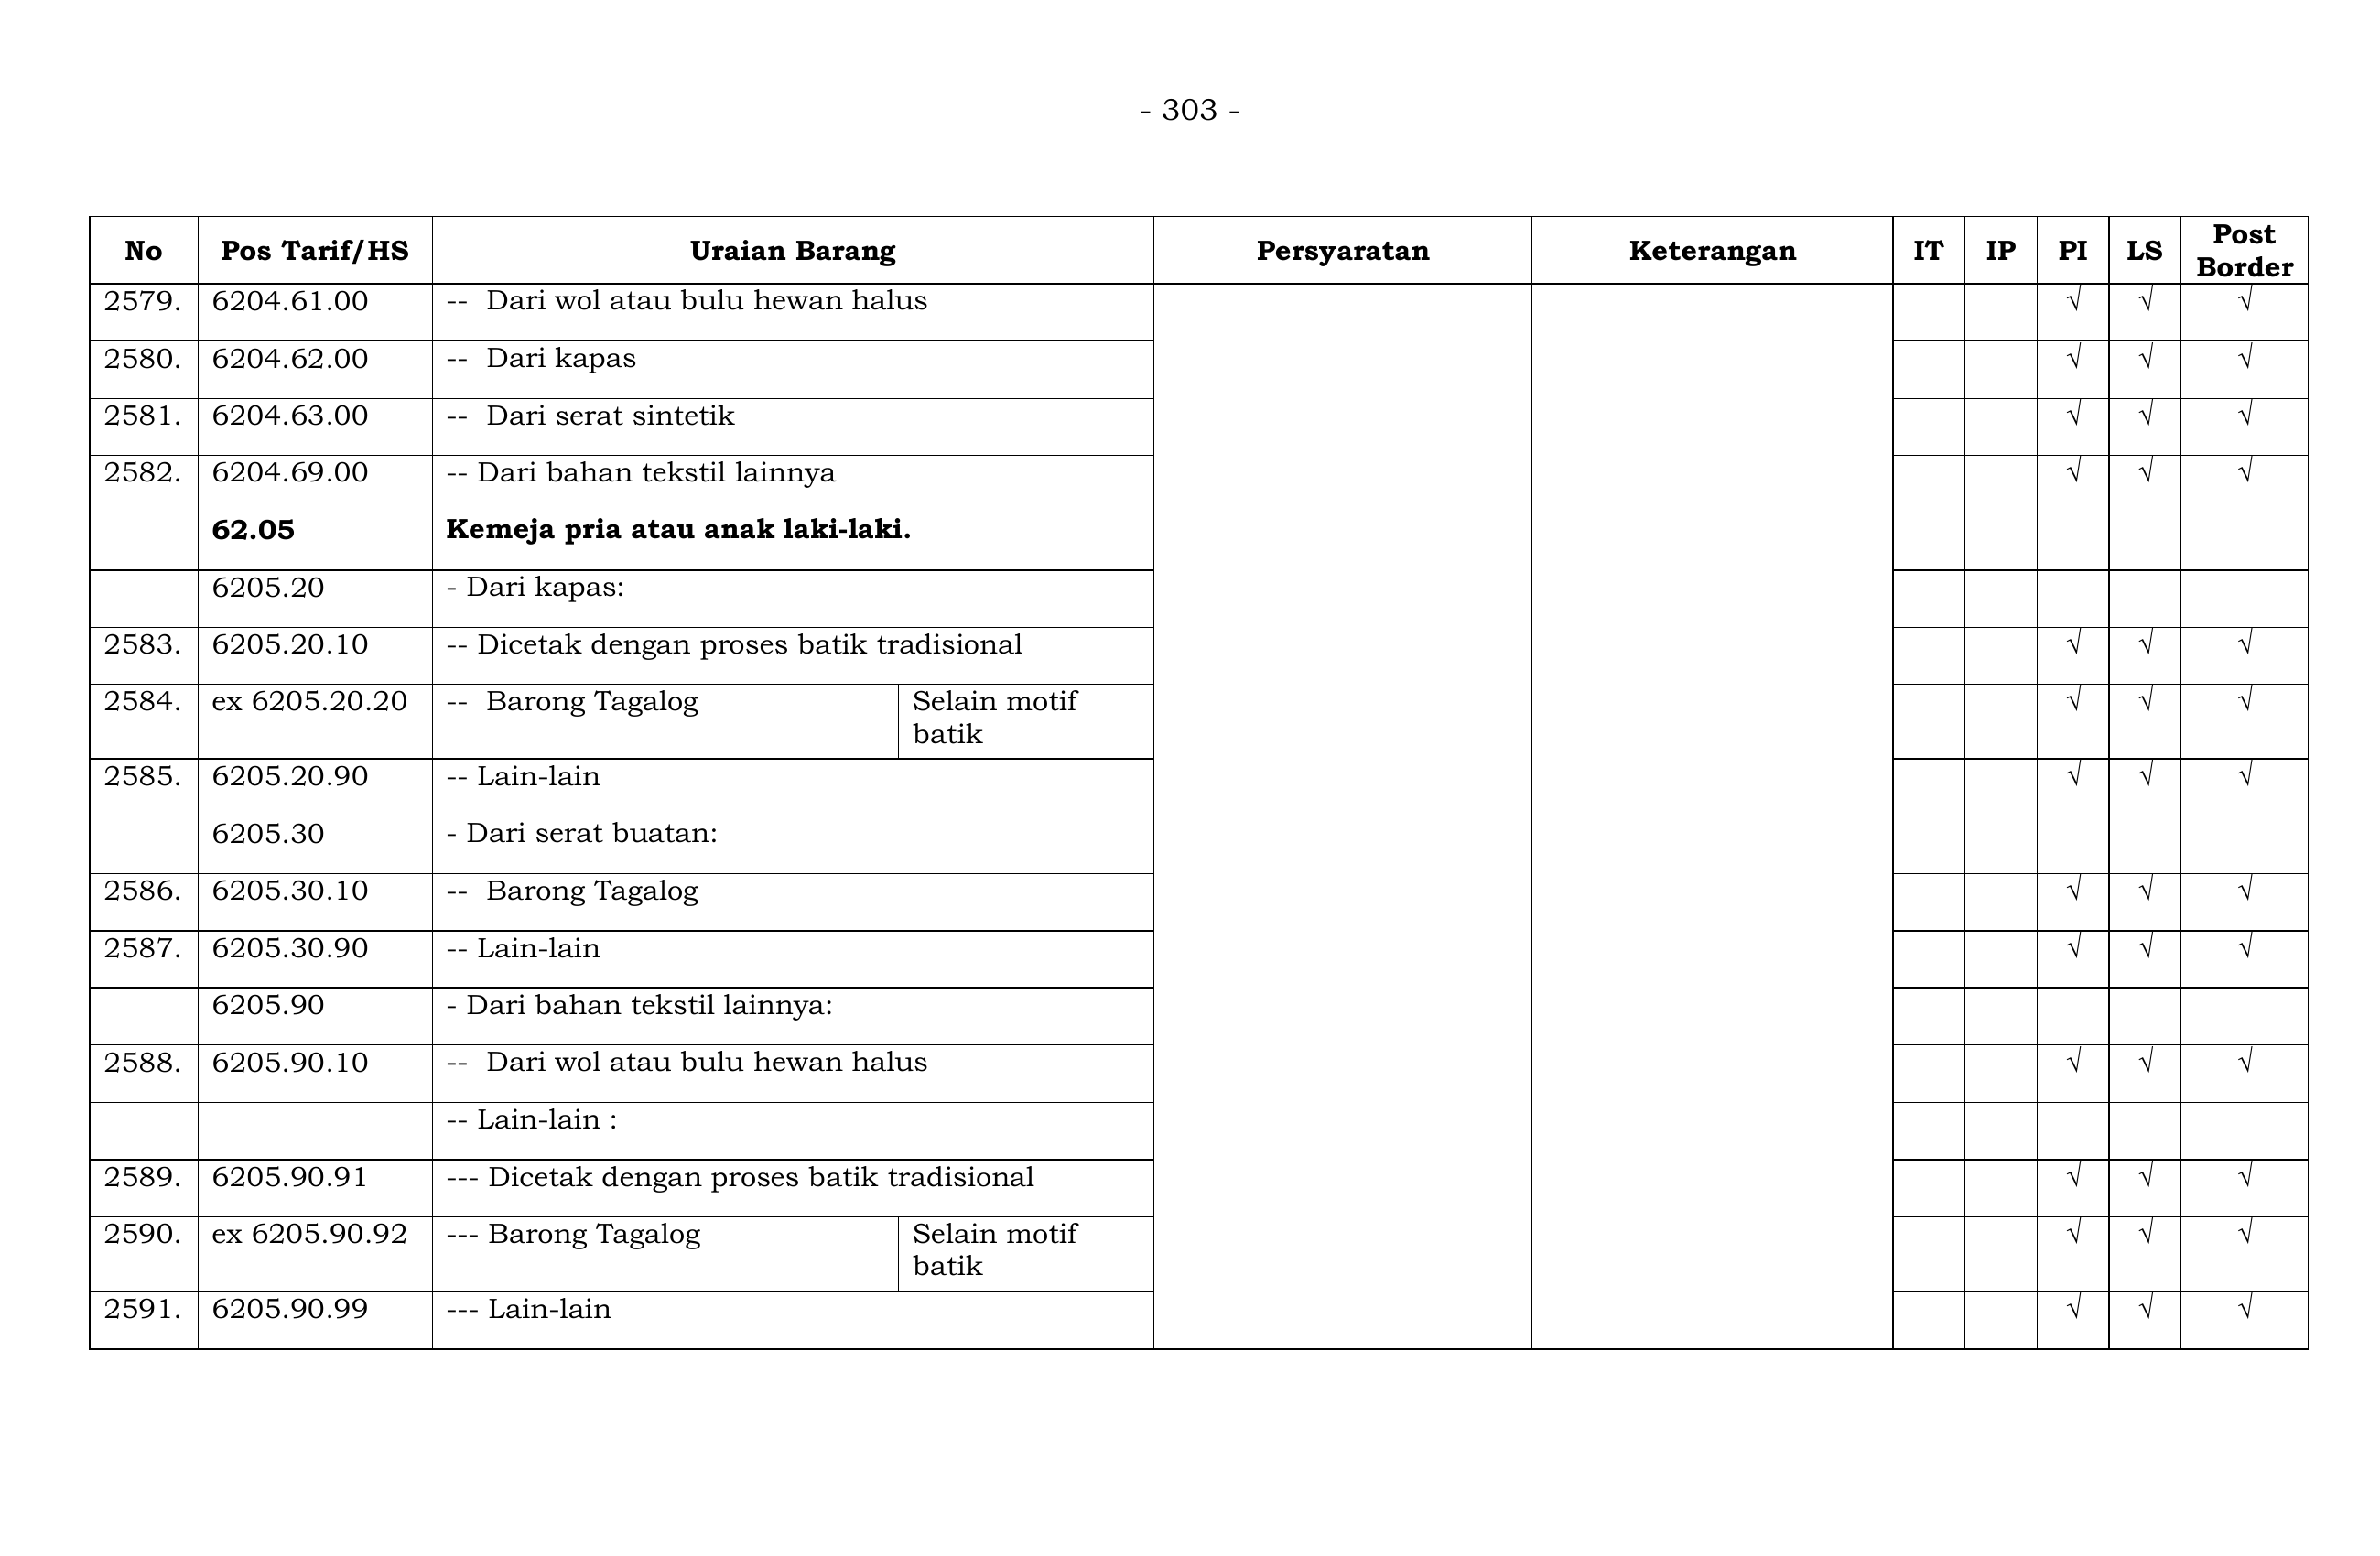 - 303 -
No Pos Tarif/HS Uraian Barang Persyaratan Keterangan IT IP PI LS Post Border
2579. 6204.61.00 -- Dari wol atau bulu hewan halus √ √ √
2580. 6204.62.00 -- Dari kapas √ √ √
2581. 6204.63.00 -- Dari serat sintetik √ √ √
2582. 6204.69.00 -- Dari bahan tekstil lainnya √ √ √
62.05 Kemeja pria atau anak laki-laki.
6205.20 - Dari kapas:
2583. 6205.20.10 -- Dicetak dengan proses batik tradisional √ √ √
2584. ex 6205.20.20 -- Barong Tagalog Selain motif batik √ √ √
2585. 6205.20.90 -- Lain-lain √ √ √
6205.30 - Dari serat buatan:
2586. 6205.30.10 -- Barong Tagalog √ √ √
2587. 6205.30.90 -- Lain-lain √ √ √
6205.90 - Dari bahan tekstil lainnya:
2588. 6205.90.10 -- Dari wol atau bulu hewan halus √ √ √
-- Lain-lain :
2589. 6205.90.91 --- Dicetak dengan proses batik tradisional √ √ √
2590. ex 6205.90.92 --- Barong Tagalog Selain motif batik √ √ √
2591. 6205.90.99 --- Lain-lain √ √ √